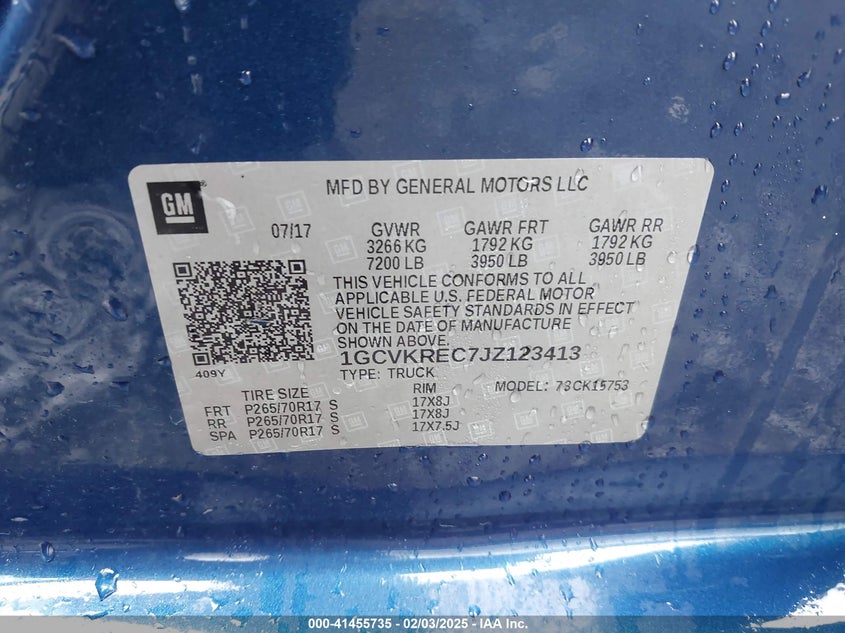 GM
MFD BY GENERAL MOTORS LLC
07/17 GVWR GAWR FRT GAWR RR
3266 KG 1792 KG 1792 KG
7200 LB 3950 LB 3950 LB
THIS VEHICLE CONFORMS TO ALL
APPLICABLE U.S. FEDERAL MOTOR
VEHICLE SAFETY STANDARDS IN EFFECT
ON THE DATE OF MANUFACTURE
SHOWN ABOVE.
1GCVKREC7JZ123413
409Y TYPE: TRUCK MODEL: 78CK15753
TIRE SIZE RIM
FRT P265/70R17 S 17X8J
RR P265/70R17 S 17X8J
SPA P265/70R17 S 17X7.5J
000-41455735 - 02/03/2025 - IAA Inc.